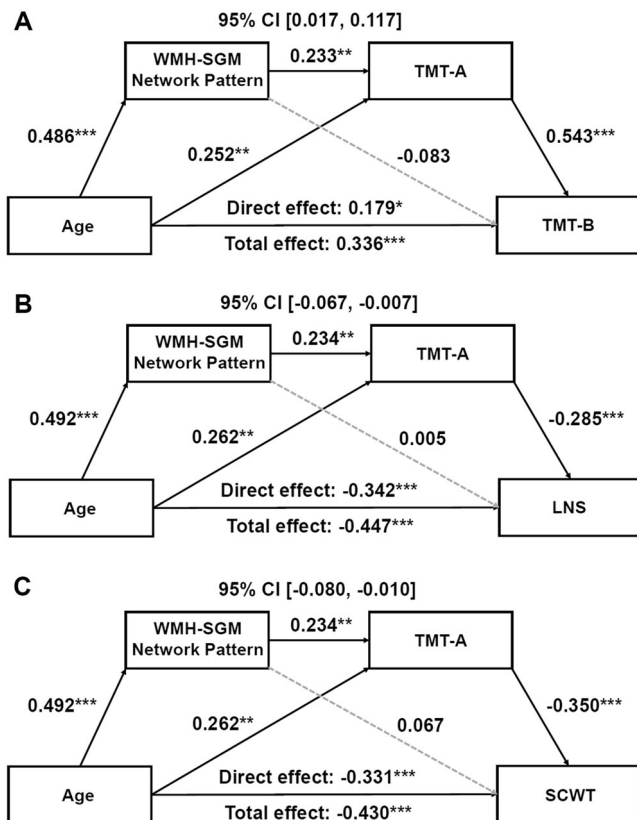 A
95% CI [0.017, 0.117]
WMH-SGM
Network Pattern
0.233**
TMT-A
0.486***
0.252**
-0.083
0.543***
Age
Direct effect: 0.179*
Total effect: 0.336***
TMT-B
B
95% CI [-0.067, -0.007]
WMH-SGM
Network Pattern
0.234**
TMT-A
0.492***
0.262**
0.005
-0.285***
Age
Direct effect: -0.342***
Total effect: -0.447***
LNS
C
95% CI [-0.080, -0.010]
WMH-SGM
Network Pattern
0.234**
TMT-A
0.492***
0.262**
0.067
-0.350***
Age
Direct effect: -0.331***
Total effect: -0.430***
SCWT